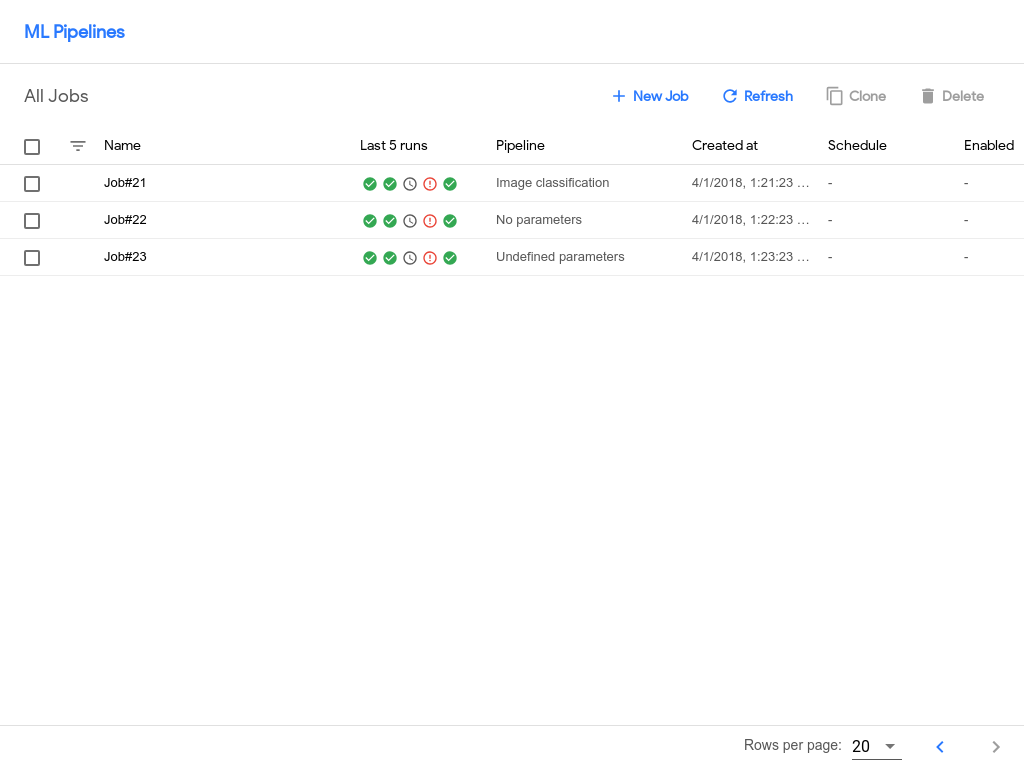 ML Pipelines
All Jobs New Job Refresh Clone Delete
Name Last 5 runs Pipeline Created at Schedule Enabled
Job#21 Image classification 4/1/2018, 1:21:23 … - -
Job#22 No parameters 4/1/2018, 1:22:23 … - -
Job#23 Undefined parameters 4/1/2018, 1:23:23 … - -
Rows per page: 20